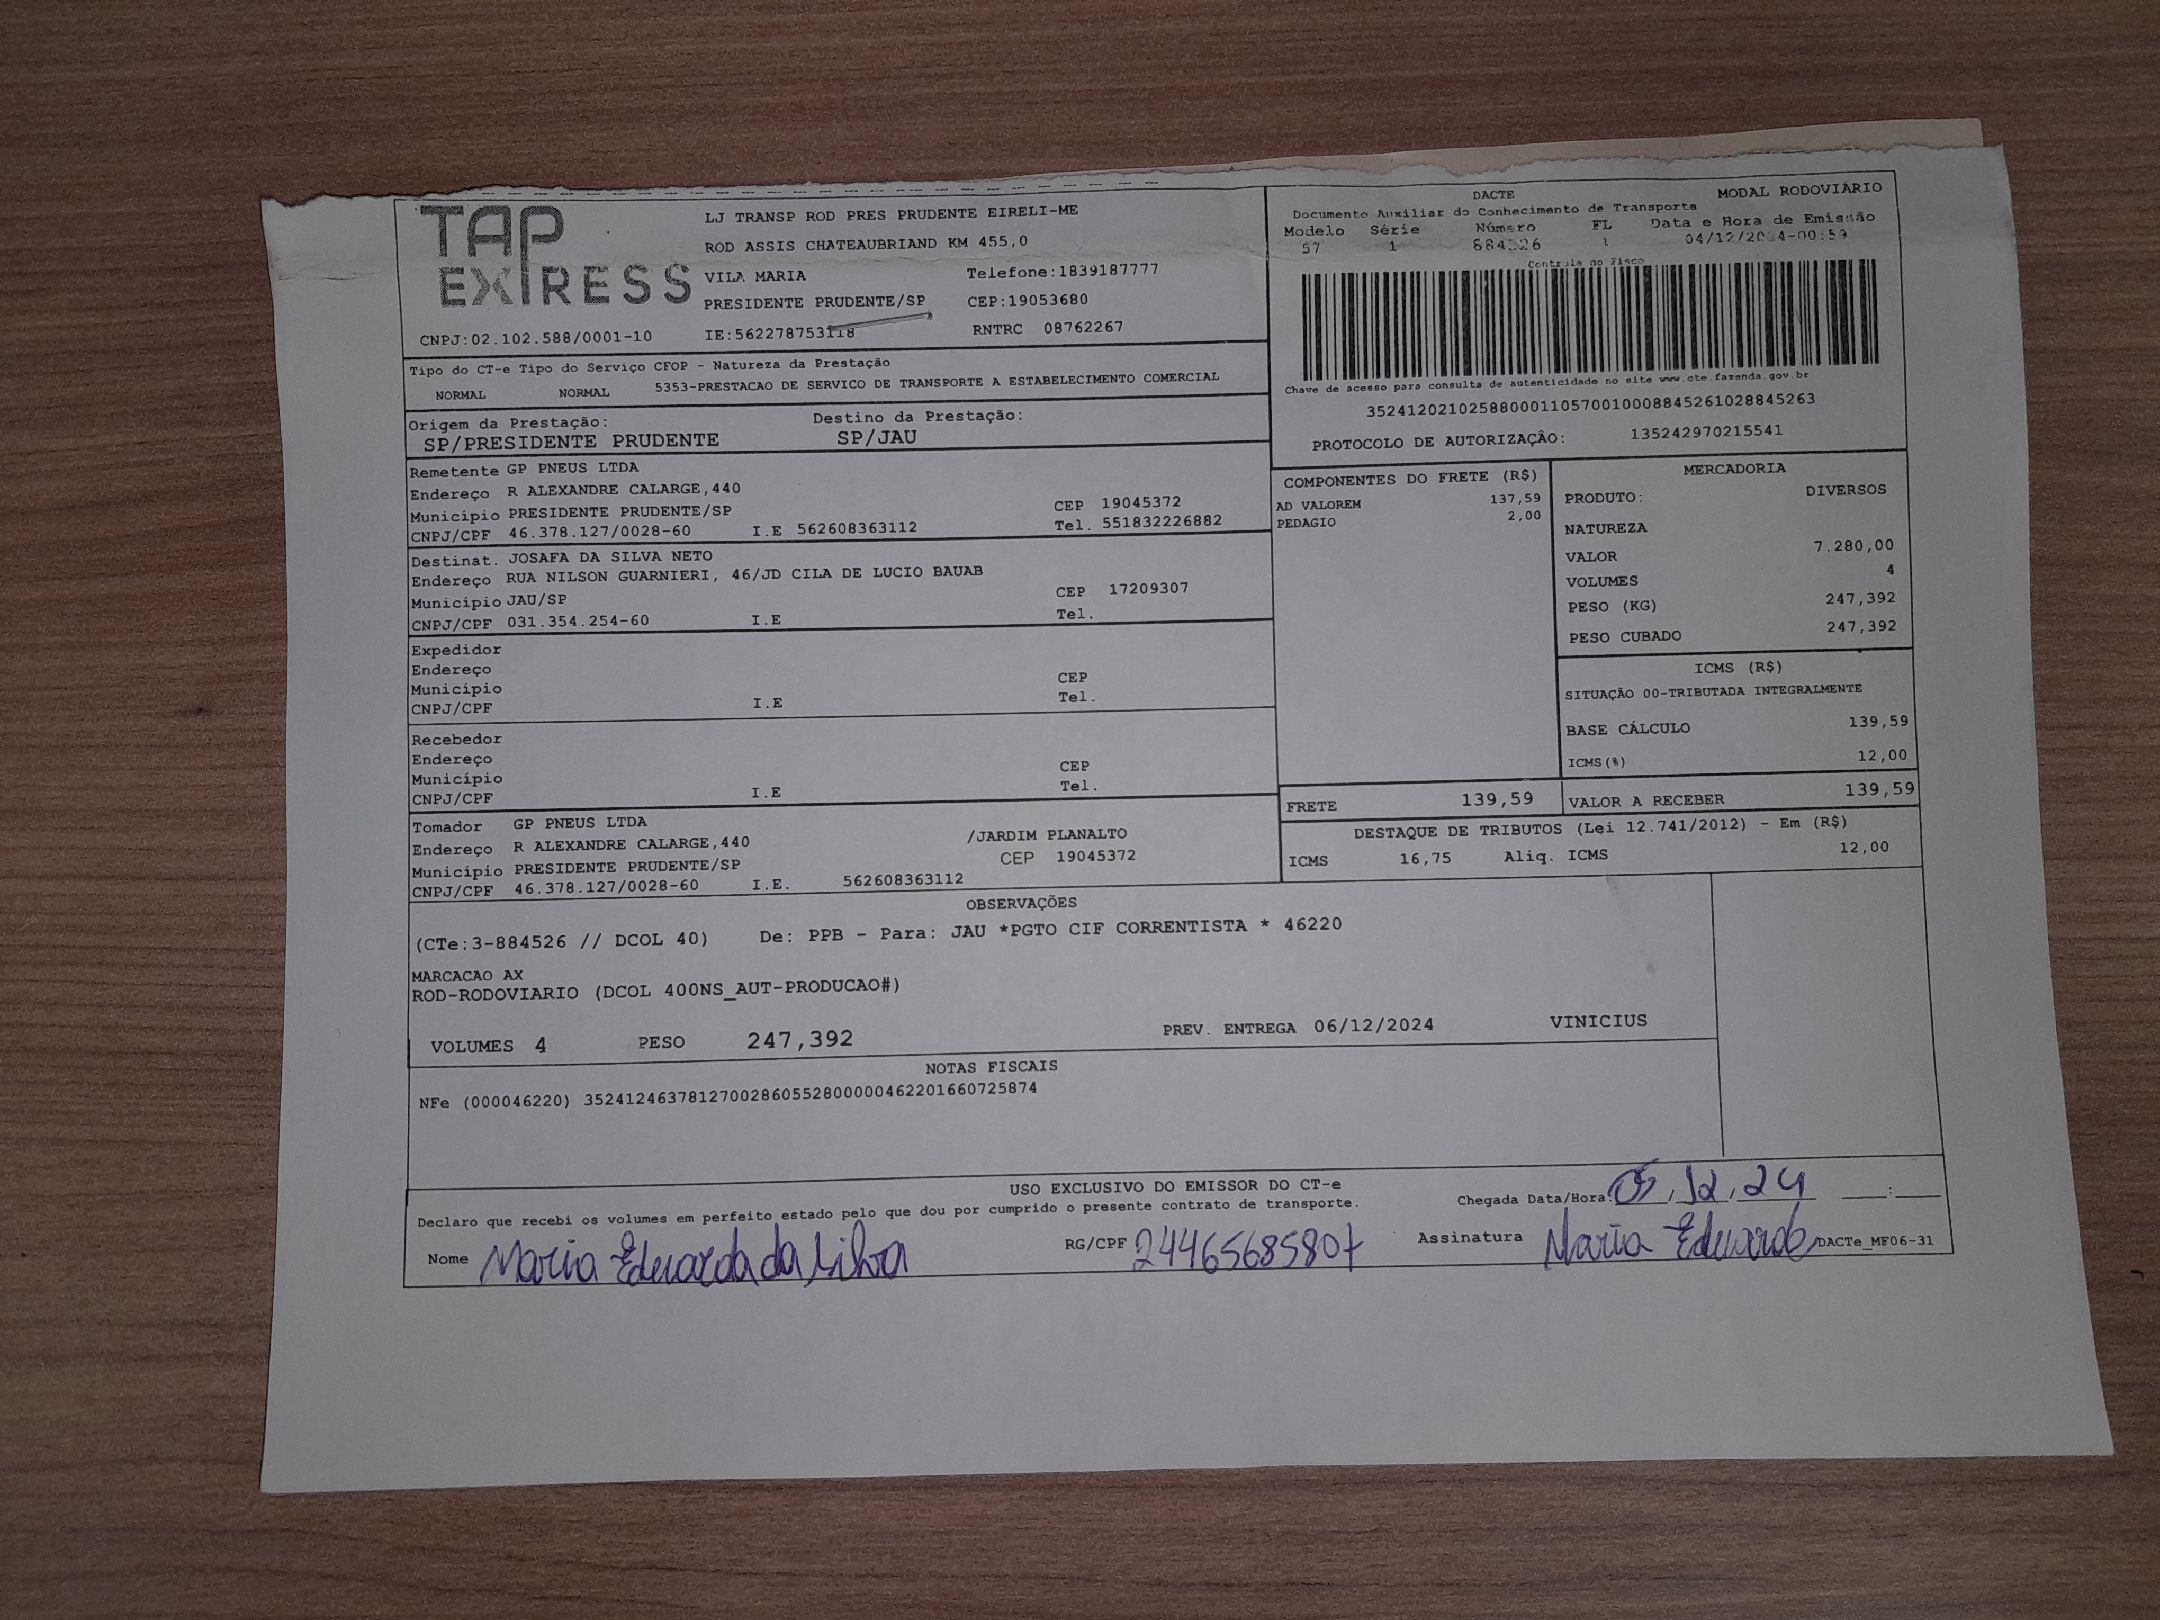 TAP EXPRESS
LJ TRANSP ROD PRES PRUDENTE EIRELI-ME
ROD ASSIS CHATEAUBRIAND KM 455,0
VILA MARIA Telefone:1839187777
PRESIDENTE PRUDENTE/SP CEP:19053680
CNPJ:02.102.588/0001-10 IE:562278753118 RNTRC 08762267
DACTE MODAL RODOVIÁRIO
Documento Auxiliar do Conhecimento de Transporte
Modelo Série Número FL Data e Hora de Emissão
57 1 1
Controle do Fisco
Chave de acesso para consulta de autenticidade no site www.cte.fazenda.gov.br
35241202102588000110570010008845261028845263
PROTOCOLO DE AUTORIZAÇÃO: 135242970215541
Tipo do CT-e Tipo do Serviço CFOP - Natureza da Prestação
NORMAL NORMAL 5353-PRESTACAO DE SERVICO DE TRANSPORTE A ESTABELECIMENTO COMERCIAL
Origem da Prestação: Destino da Prestação:
SP/PRESIDENTE PRUDENTE SP/JAU
Remetente GP PNEUS LTDA
Endereço R ALEXANDRE CALARGE,440
Município PRESIDENTE PRUDENTE/SP CEP 19045372
CNPJ/CPF 46.378.127/0028-60 I.E 562608363112 Tel. 551832226882
Destinat. JOSAFA DA SILVA NETO
Endereço RUA NILSON GUARNIERI, 46/JD CILA DE LUCIO BAUAB
Município JAU/SP CEP 17209307
CNPJ/CPF 031.354.254-60 I.E Tel.
Expedidor
Endereço
Município CEP
CNPJ/CPF I.E Tel.
Recebedor
Endereço
Município CEP
CNPJ/CPF I.E Tel.
Tomador GP PNEUS LTDA
Endereço R ALEXANDRE CALARGE,440 /JARDIM PLANALTO
Município PRESIDENTE PRUDENTE/SP CEP 19045372
CNPJ/CPF 46.378.127/0028-60 I.E. 562608363112
COMPONENTES DO FRETE (R$)
AD VALOREM 137,59
PEDAGIO 2,00
MERCADORIA
PRODUTO: DIVERSOS
NATUREZA
VALOR 7.280,00
VOLUMES 4
PESO (KG) 247,392
PESO CUBADO 247,392
ICMS (R$)
SITUAÇÃO 00-TRIBUTADA INTEGRALMENTE
BASE CÁLCULO 139,59
ICMS(%) 12,00
FRETE 139,59 VALOR A RECEBER 139,59
DESTAQUE DE TRIBUTOS (Lei 12.741/2012) - Em (R$)
ICMS 16,75 Aliq. ICMS 12,00
OBSERVAÇÕES
(CTe:3-884526 // DCOL 40) De: PPB - Para: JAU *PGTO CIF CORRENTISTA * 46220
MARCACAO AX
ROD-RODOVIARIO (DCOL 400NS_AUT-PRODUCAO#)
VOLUMES 4 PESO 247,392 PREV. ENTREGA 06/12/2024 VINICIUS
NOTAS FISCAIS
NFe (000046220) 35241246378127002860552800000462201660725874
USO EXCLUSIVO DO EMISSOR DO CT-e
Declaro que recebi os volumes em perfeito estado pelo que dou por cumprido o presente contrato de transporte. Chegada Data/Hora: 05,12,24 ___:___
Nome Maria Eduarda da Silva RG/CPF 24465685807 Assinatura Maria Eduarda DACTe_MF06-31